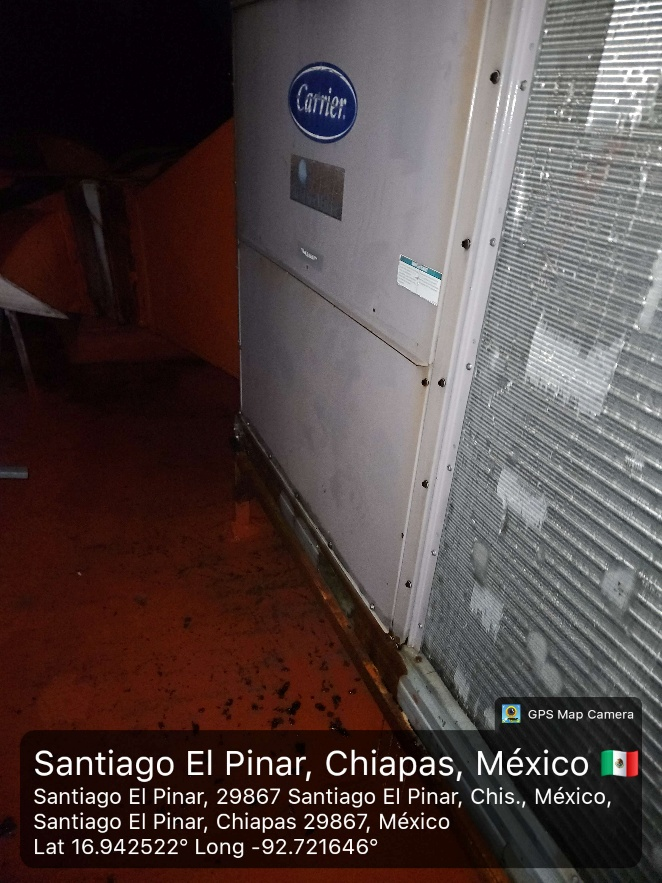 Carrier
GPS Map Camera
Santiago El Pinar, Chiapas, México
Santiago El Pinar, 29867 Santiago El Pinar, Chis., México,
Santiago El Pinar, Chiapas 29867, México
Lat 16.942522° Long -92.721646°